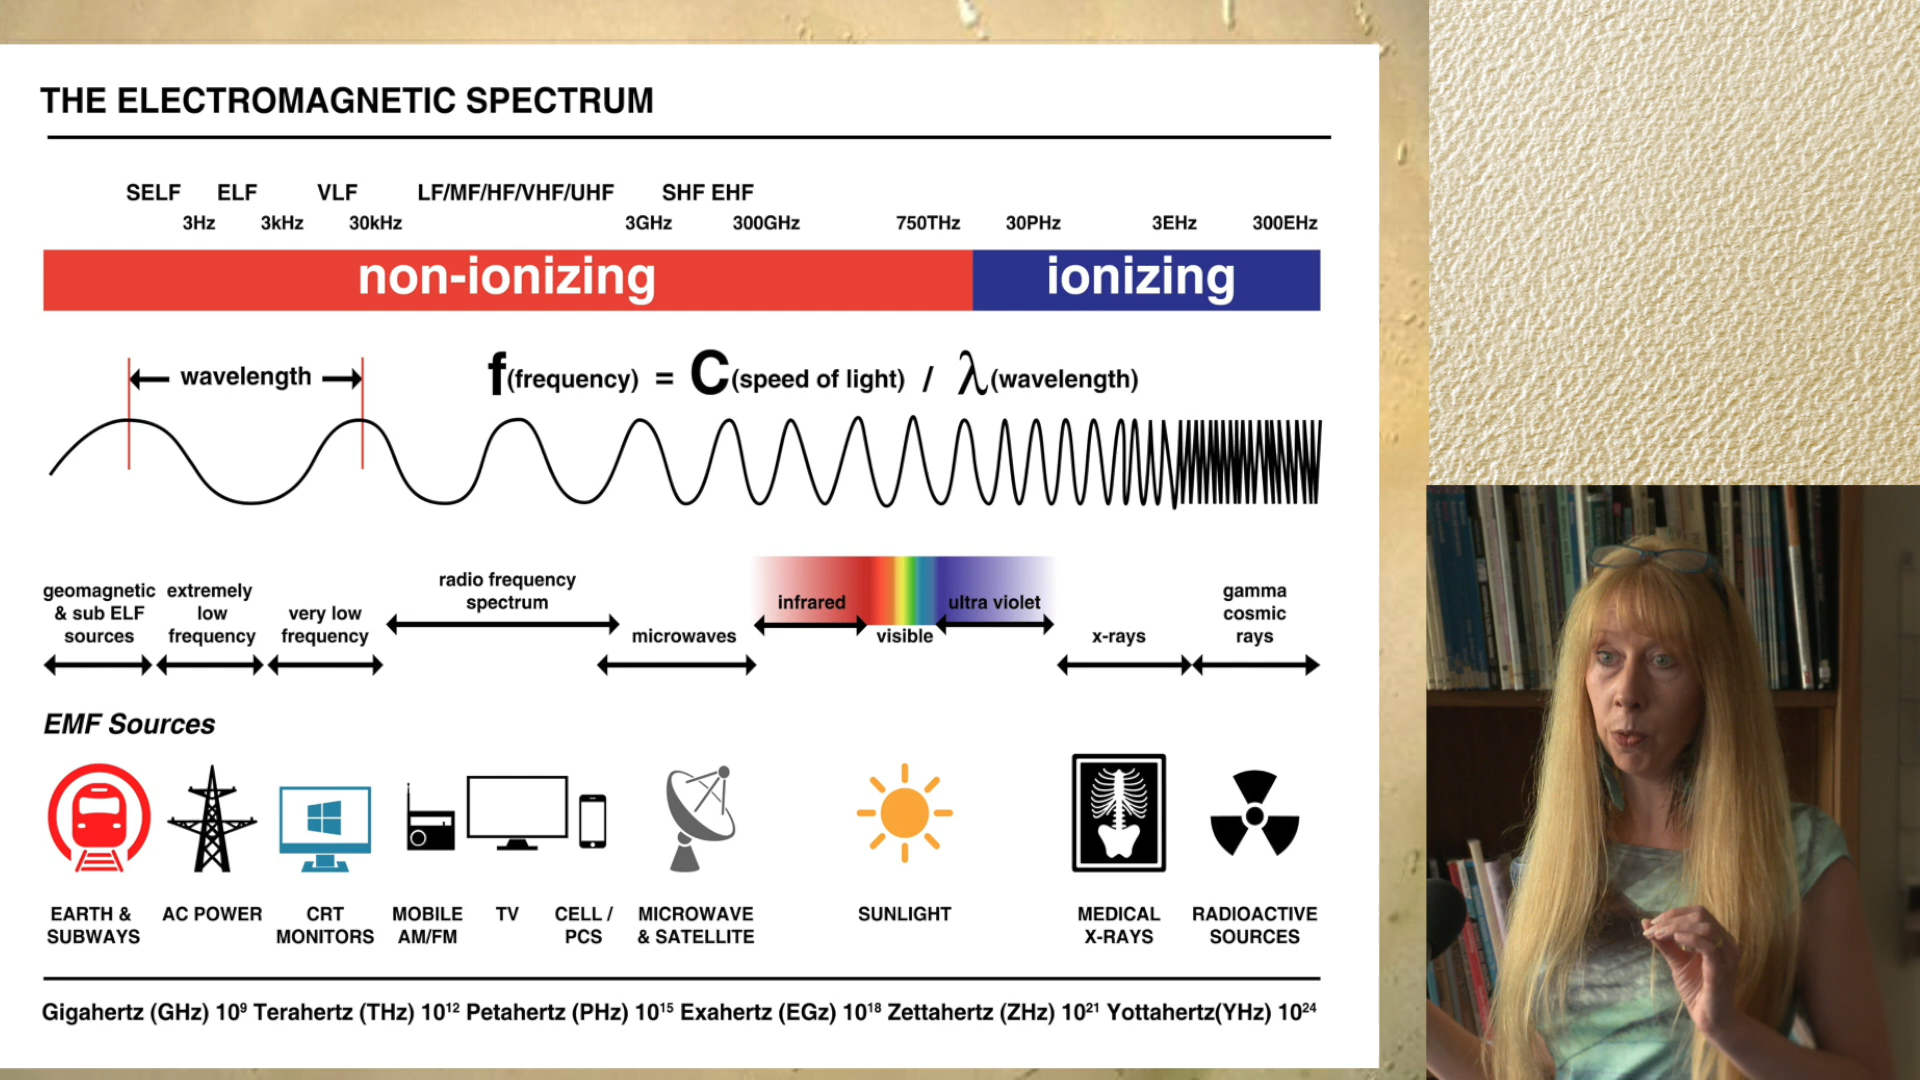 THE ELECTROMAGNETIC SPECTRUM
SELF ELF VLF LF/MF/HF/VHF/UHF SHF EHF
3Hz 3kHz 30kHz 3GHz 300GHz 750THz 30PHz 3EHz 300EHz
non-ionizing ionizing
wavelength f(frequency) = C(speed of light) / λ(wavelength)
geomagnetic
& sub ELF
sources
extremely
low
frequency
very low
frequency
radio frequency
spectrum
microwaves
infrared
visible
ultra violet
x-rays
gamma
cosmic
rays
EMF Sources
EARTH &
SUBWAYS
AC POWER
CRT
MONITORS
MOBILE
AM/FM
TV
CELL /
PCS
MICROWAVE
& SATELLITE
SUNLIGHT
MEDICAL
X-RAYS
RADIOACTIVE
SOURCES
Gigahertz (GHz) 10⁹ Terahertz (THz) 10¹² Petahertz (PHz) 10¹⁵ Exahertz (EGz) 10¹⁸ Zettahertz (ZHz) 10²¹ Yottahertz(YHz) 10²⁴